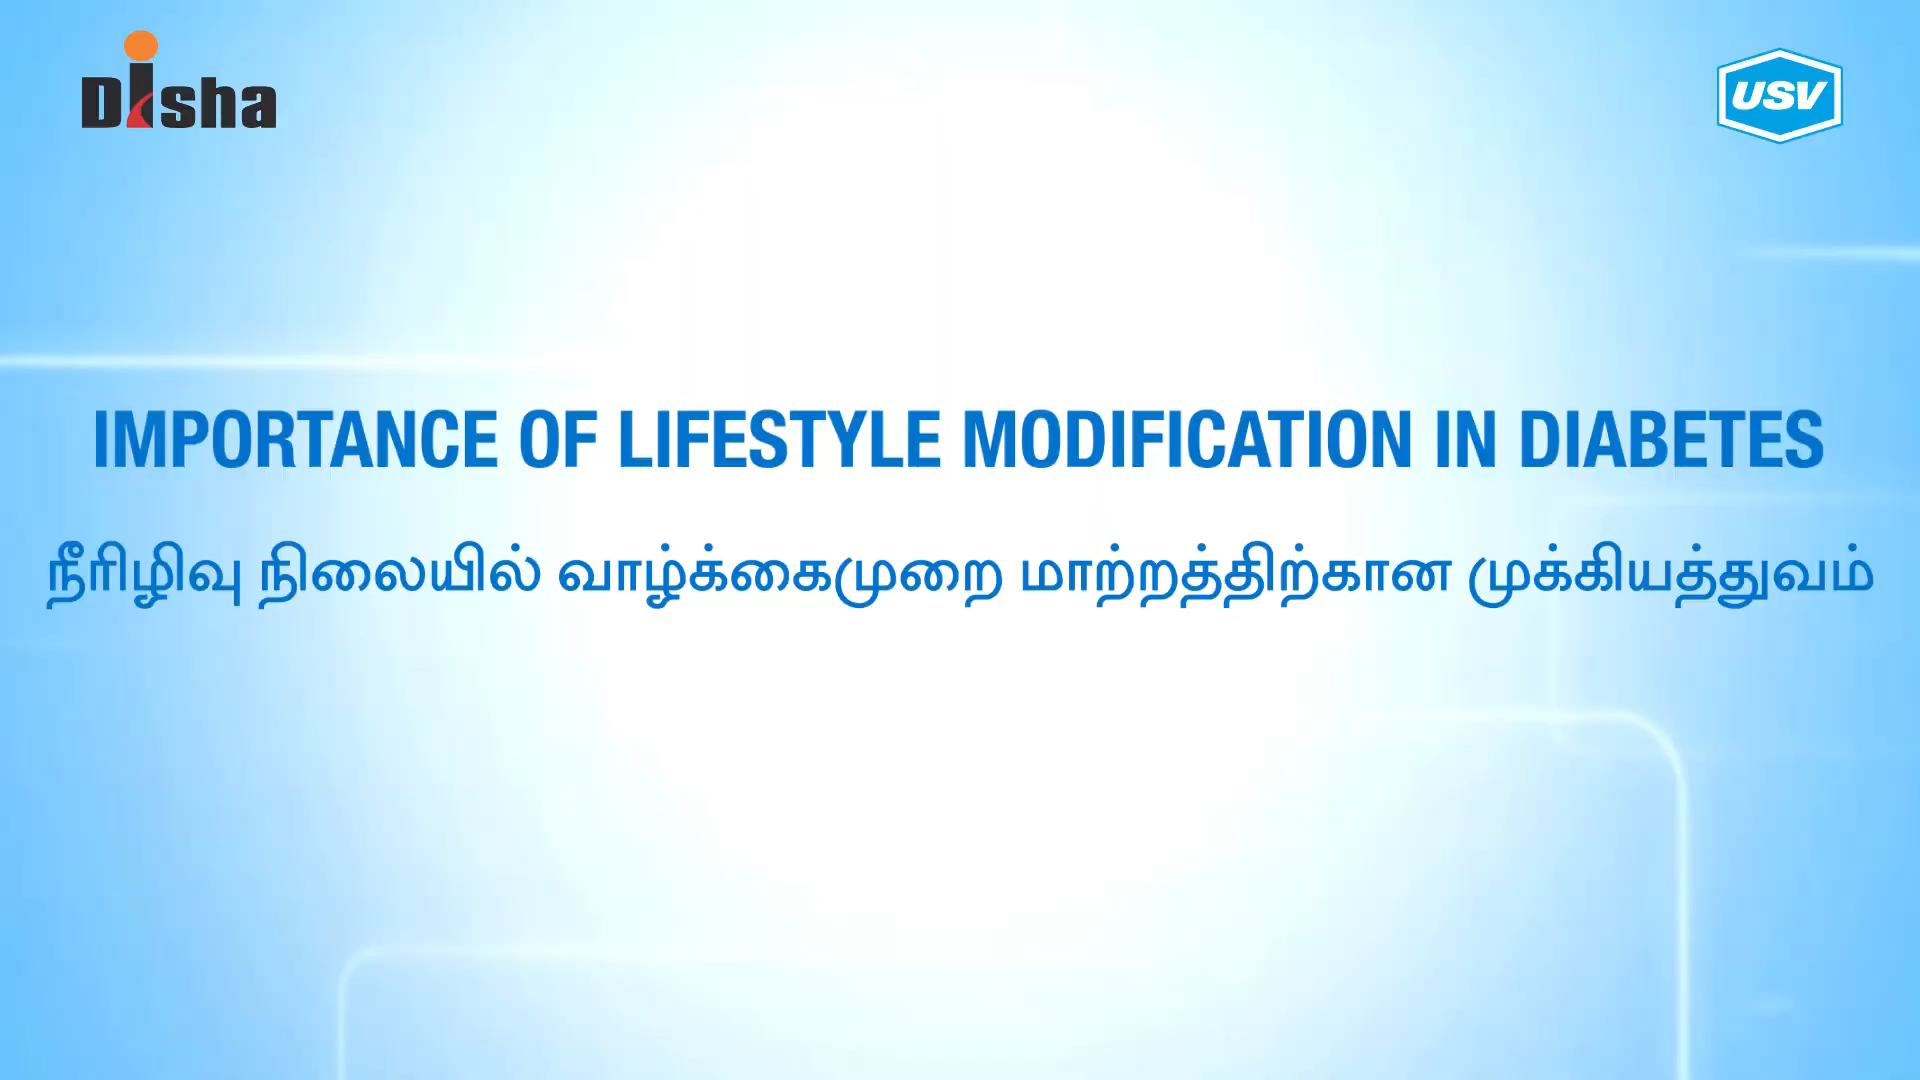 Disha
USV
IMPORTANCE OF LIFESTYLE MODIFICATION IN DIABETES
நீரிழிவு நிலையில் வாழ்க்கைமுறை மாற்றத்திற்கான முக்கியத்துவம்